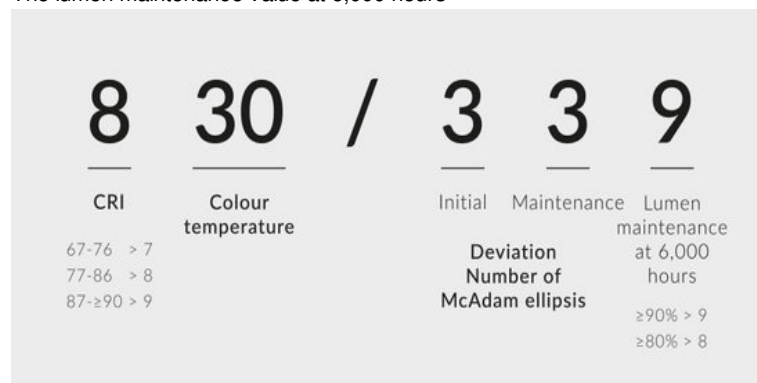 The lumen maintenance value at 6,000 hours
8 30 / 3 3 9
CRI
Colour
temperature
67-76 > 7
77-86 > 8
87-≥90 > 9
Initial
Maintenance
Deviation
Number of
McAdam ellipsis
Lumen
maintenance
at 6,000
hours
≥90% > 9
≥80% > 8